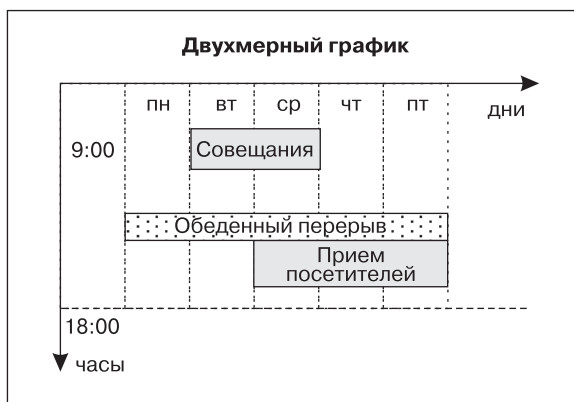 Двухмерный график
пн вт ср чт пт дни
9:00 Совещания
Обеденный перерыв
Прием
посетителей
18:00
часы